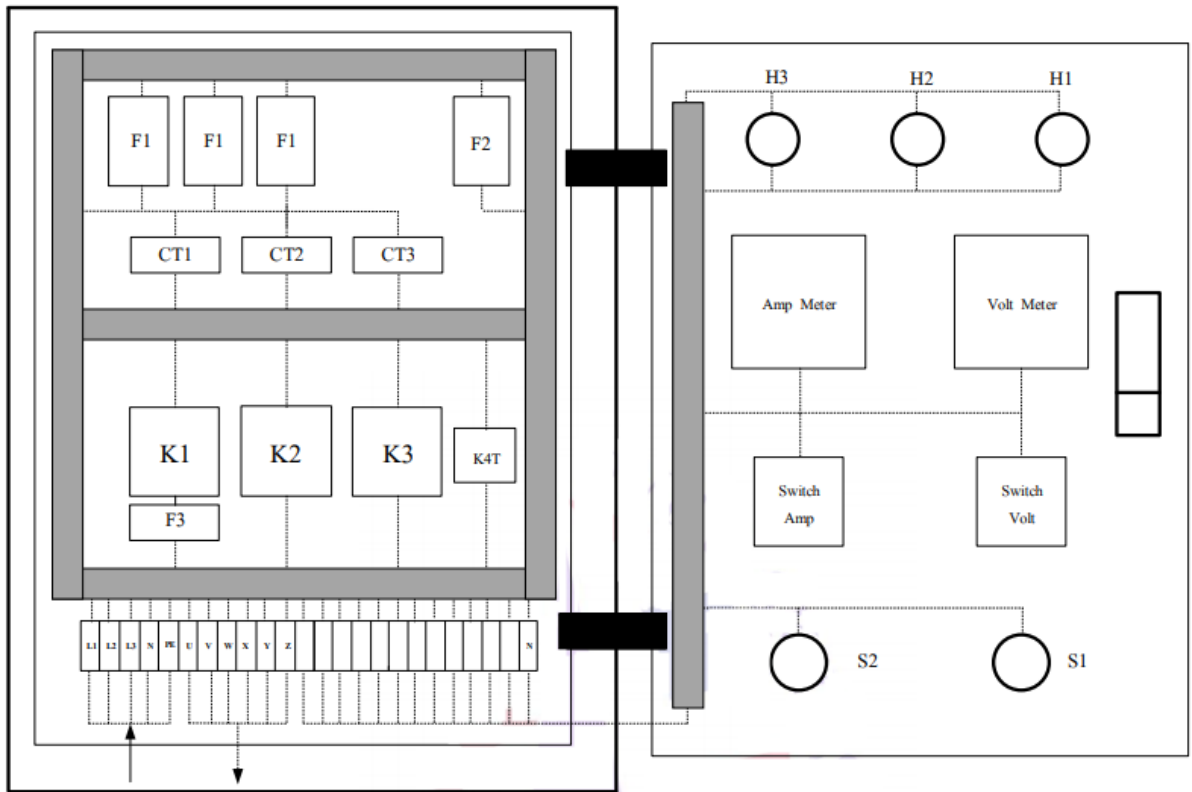 H3 H2 H1
F1 F1 F1 F2
CT1 CT2 CT3
Amp Meter Volt Meter
K1 K2 K3 K4T
F3
Switch Amp
Switch Volt
L1 L2 L3 N PE U V W X Y Z N
S2 S1